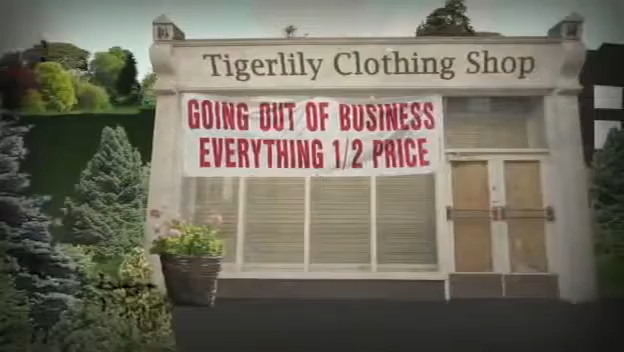 Tigerlily Clothing Shop
GOING OUT OF BUSINESS
EVERYTHING 1/2 PRICE